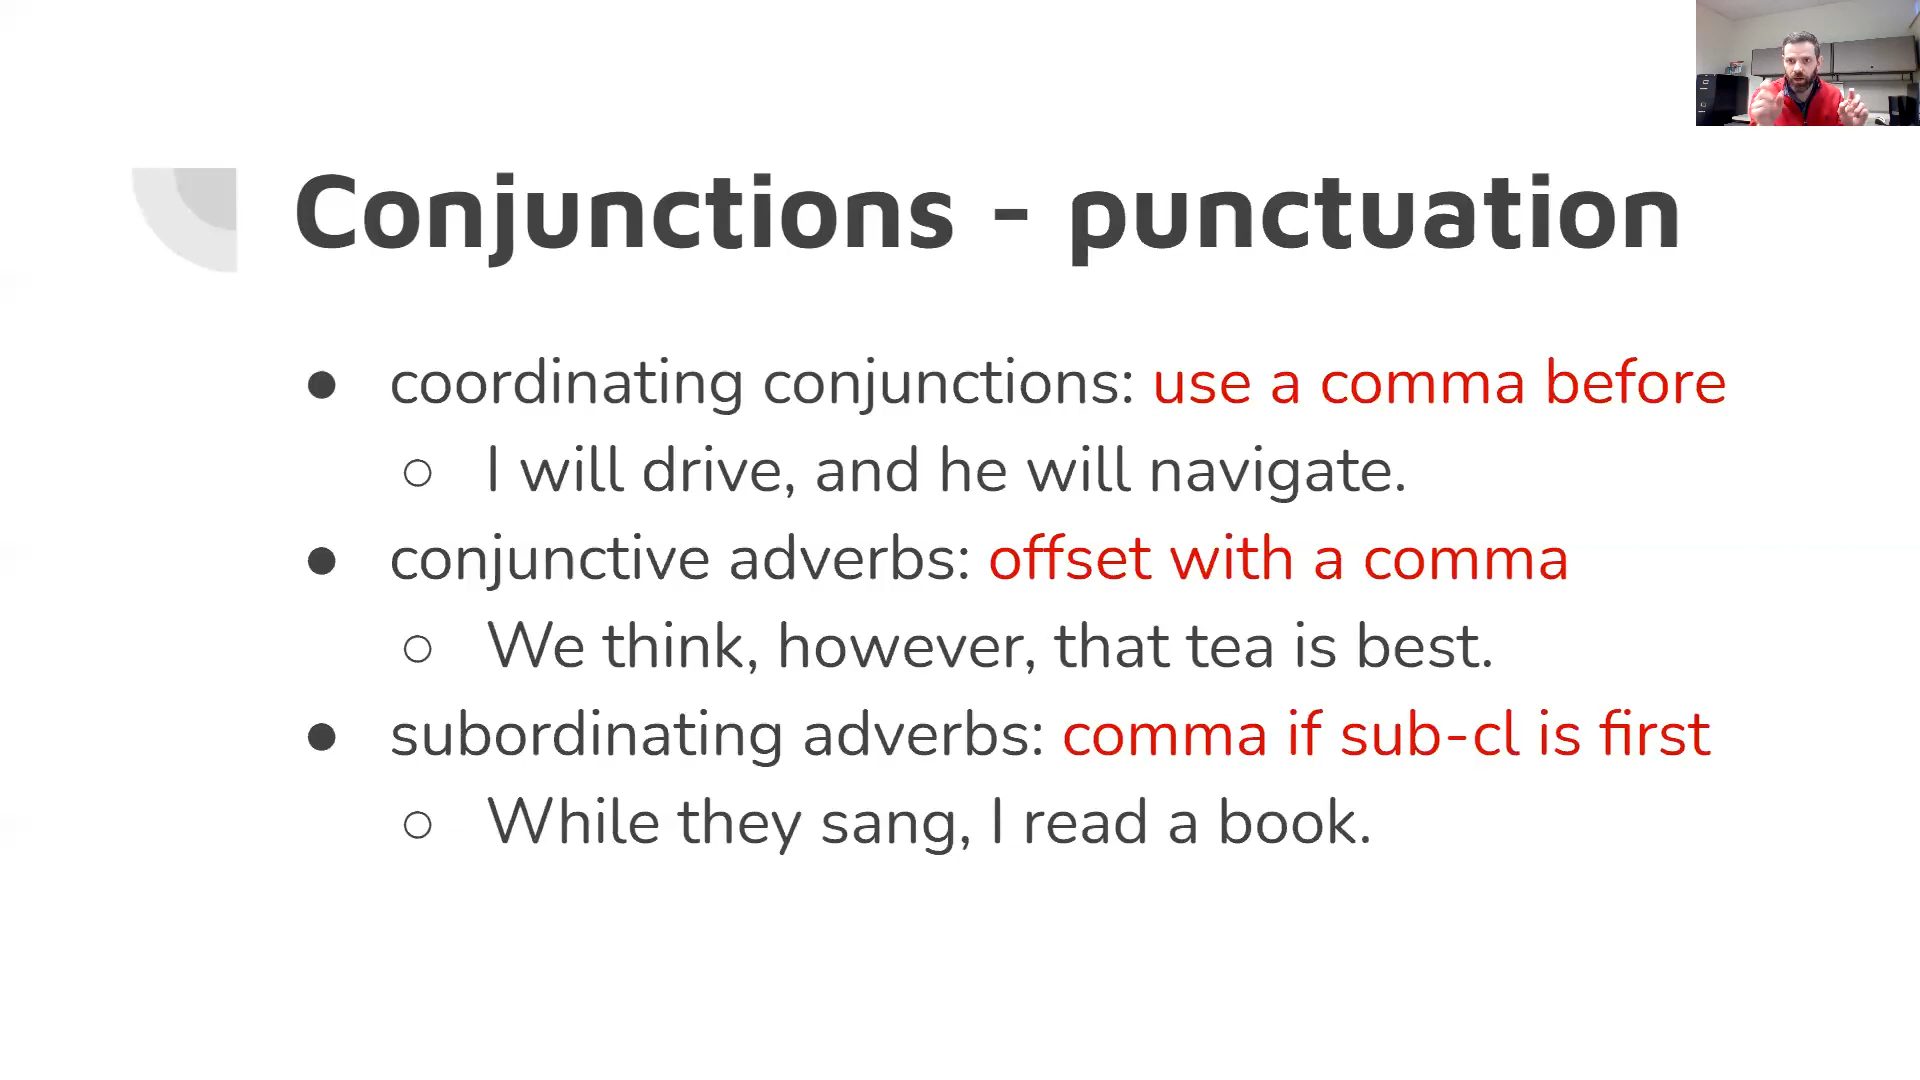 Conjunctions - punctuation
● coordinating conjunctions: use a comma before
○ I will drive, and he will navigate.
● conjunctive adverbs: offset with a comma
○ We think, however, that tea is best.
● subordinating adverbs: comma if sub-cl is first
○ While they sang, I read a book.